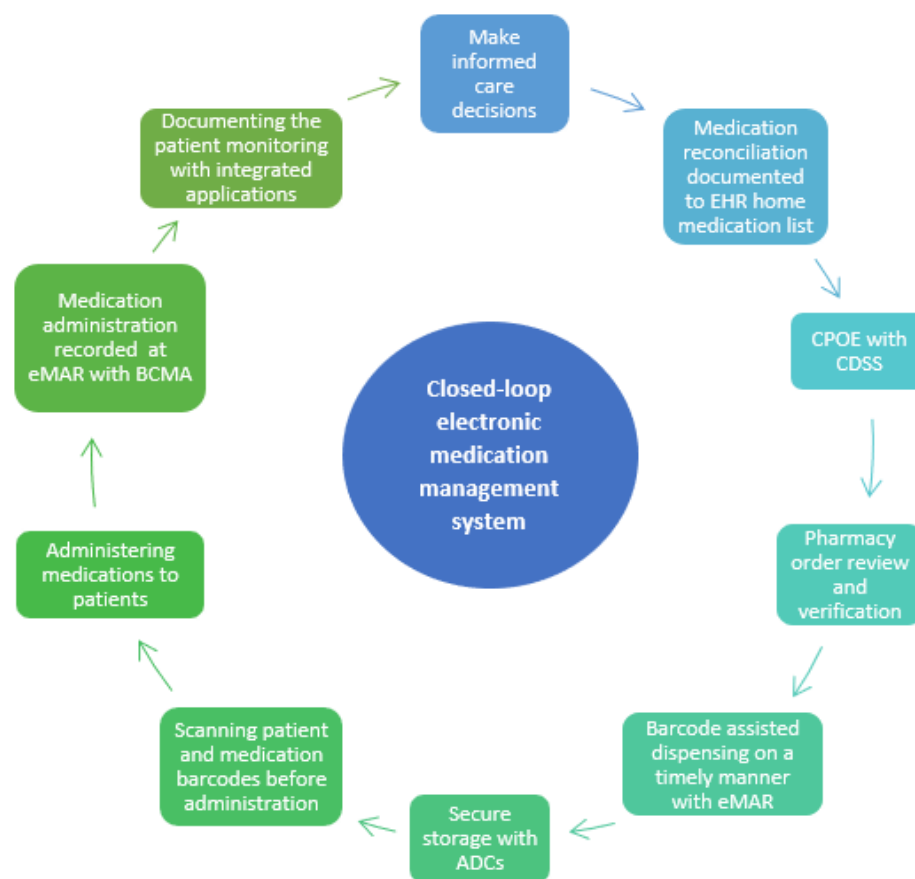 Make
informed
care
decisions
Medication
reconciliation
documented
to EHR home
medication list
CPOE with
CDSS
Pharmacy
order review
and
verification
Barcode assisted
dispensing on a
timely manner
with eMAR
Secure
storage with
ADCs
Scanning patient
and medication
barcodes before
administration
Administering
medications to
patients
Medication
administration
recorded at
eMAR with BCMA
Documenting the
patient monitoring
with integrated
applications
Closed-loop
electronic
medication
management
system